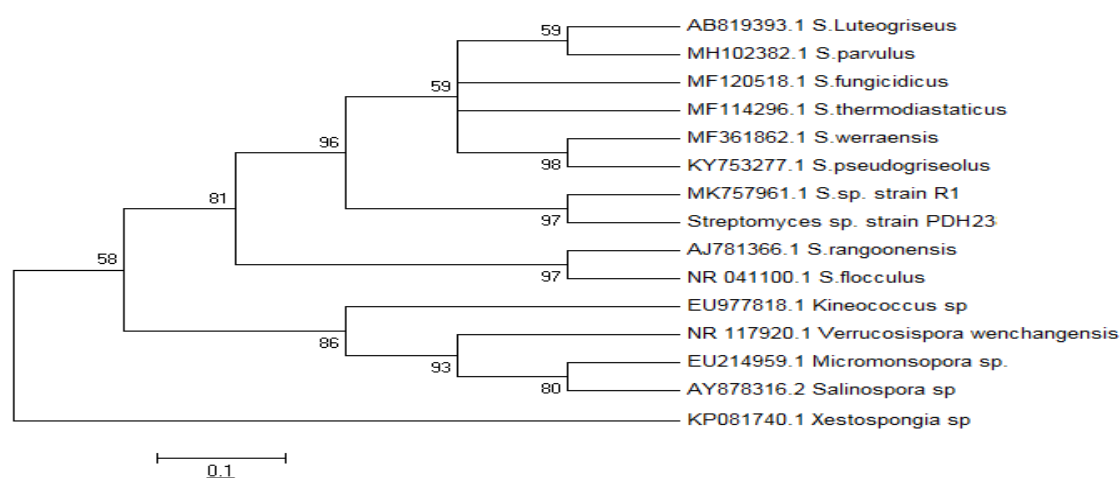 59
AB819393.1 S.Luteogriseus
MH102382.1 S.parvulus
59
MF120518.1 S.fungicidicus
MF114296.1 S.thermodiastaticus
96
MF361862.1 S.werraensis
98
KY753277.1 S.pseudogriseolus
81
MK757961.1 S.sp. strain R1
97
Streptomyces sp. strain PDH23
58
AJ781366.1 S.rangoonensis
97
NR 041100.1 S.flocculus
EU977818.1 Kineococcus sp
86
NR 117920.1 Verrucosispora wenchangensis
93
EU214959.1 Micromonsopora sp.
80
AY878316.2 Salinospora sp
KP081740.1 Xestospongia sp
0.1